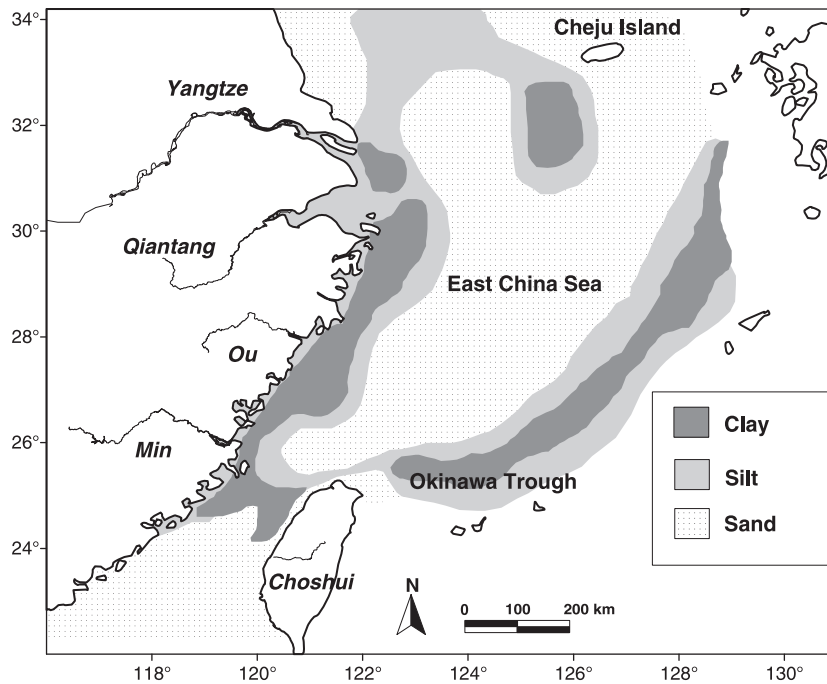 34°
Cheju Island
Yangtze
32°
30°
Qiantang
East China Sea
28°
Ou
26°
Min
Okinawa Trough
24°
Choshui
Clay
Silt
Sand
N
0 100 200 km
118° 120° 122° 124° 126° 128° 130°